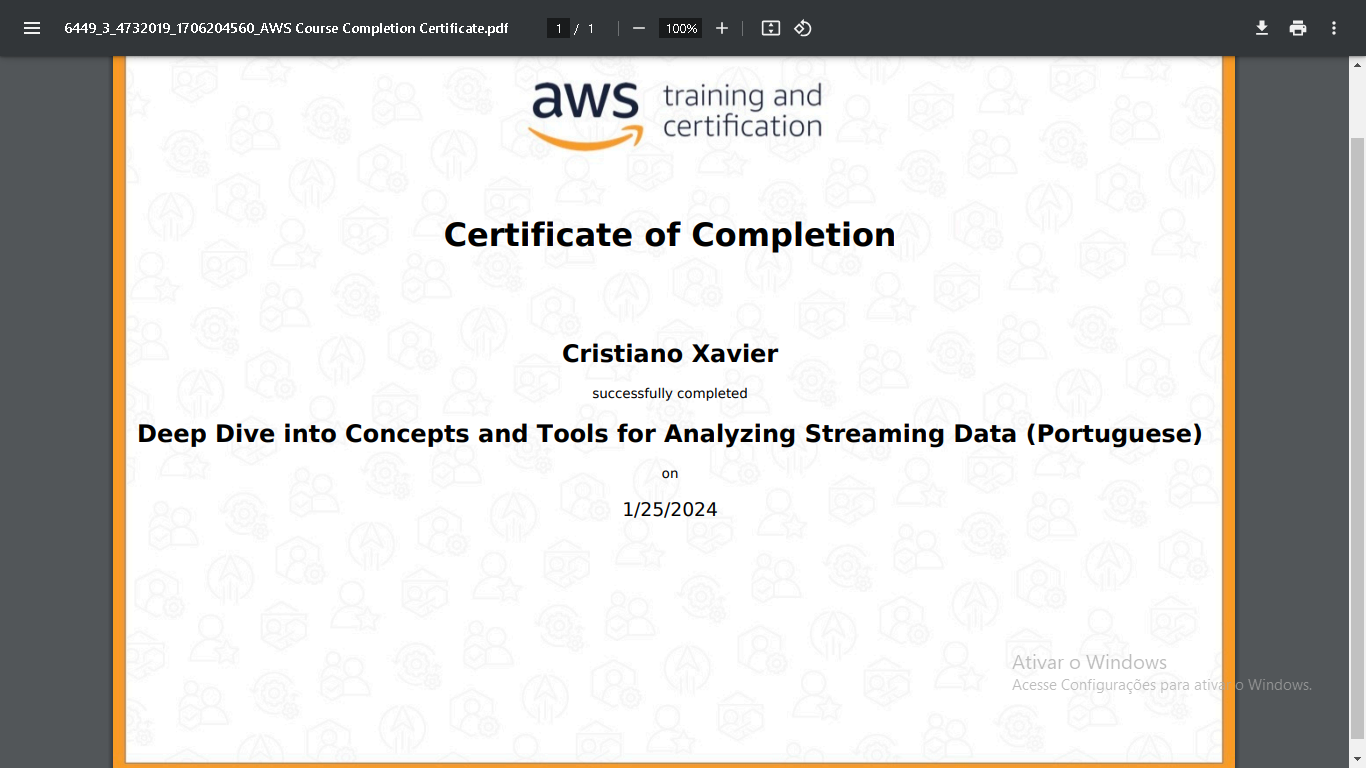 6449_3_4732019_1706204560_AWS Course Completion Certificate.pdf
1 / 1
100%
aws training and
certification
Certificate of Completion
Cristiano Xavier
successfully completed
Deep Dive into Concepts and Tools for Analyzing Streaming Data (Portuguese)
on
1/25/2024
Ativar o Windows
Acesse Configurações para ativar o Windows.